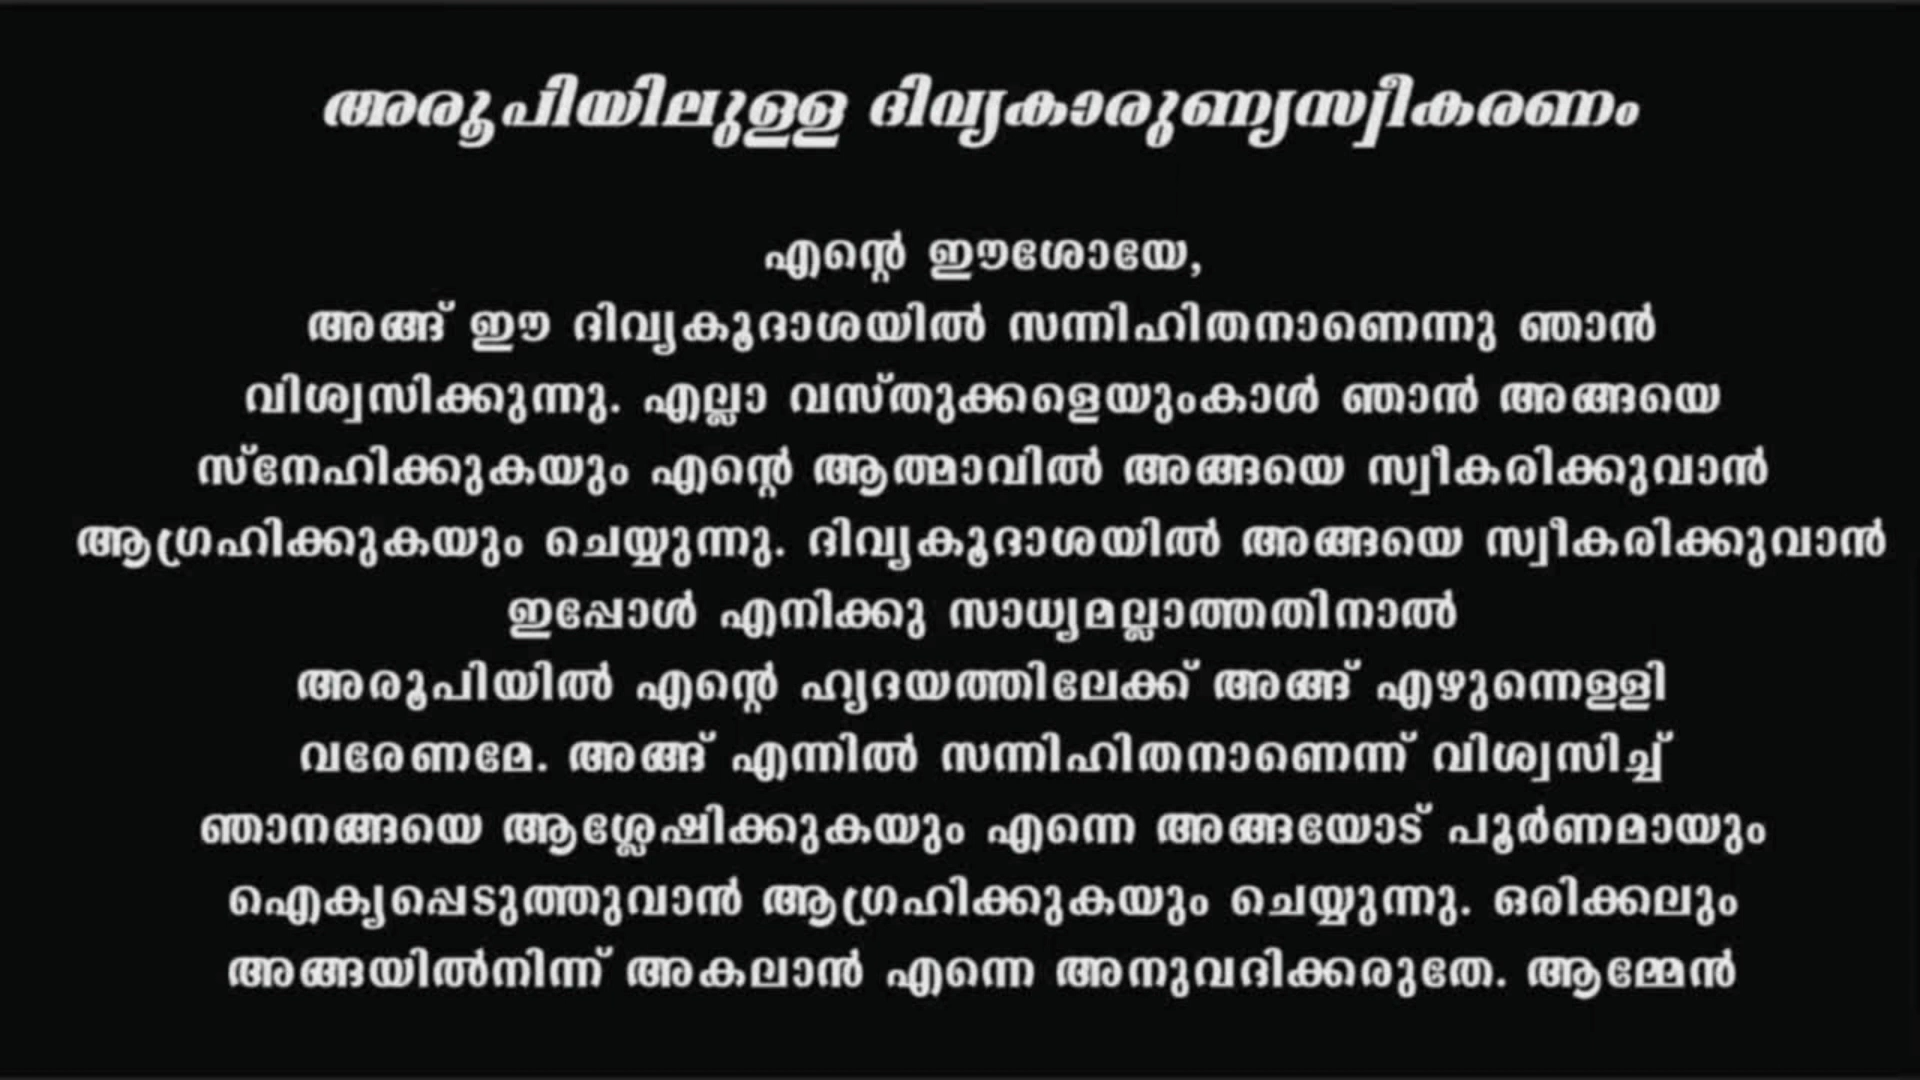 അരൂപിയിലുള്ള ദിവ്യകാരുണ്യസ്വീകരണം
എന്റെ ഈശോയേ,
അങ്ങ് ഈ ദിവ്യകൂദാശയിൽ സന്നിഹിതനാണെന്നു ഞാൻ
വിശ്വസിക്കുന്നു. എല്ലാ വസ്തുക്കളെയുംകാൾ ഞാൻ അങ്ങയെ
സ്നേഹിക്കുകയും എന്റെ ആത്മാവിൽ അങ്ങയെ സ്വീകരിക്കുവാൻ
ആഗ്രഹിക്കുകയും ചെയ്യുന്നു. ദിവ്യകൂദാശയിൽ അങ്ങയെ സ്വീകരിക്കുവാൻ
ഇപ്പോൾ എനിക്കു സാധ്യമല്ലാത്തതിനാൽ
അരൂപിയിൽ എന്റെ ഹൃദയത്തിലേക്ക് അങ്ങ് എഴുന്നെള്ളി
വരേണമേ. അങ്ങ് എന്നിൽ സന്നിഹിതനാണെന്ന് വിശ്വസിച്ച്
ഞാനങ്ങയെ ആശ്ലേഷിക്കുകയും എന്നെ അങ്ങയോട് പൂർണമായും
ഐക്യപ്പെടുത്തുവാൻ ആഗ്രഹിക്കുകയും ചെയ്യുന്നു. ഒരിക്കലും
അങ്ങയിൽനിന്ന് അകലാൻ എന്നെ അനുവദിക്കരുതേ. ആമ്മേൻ